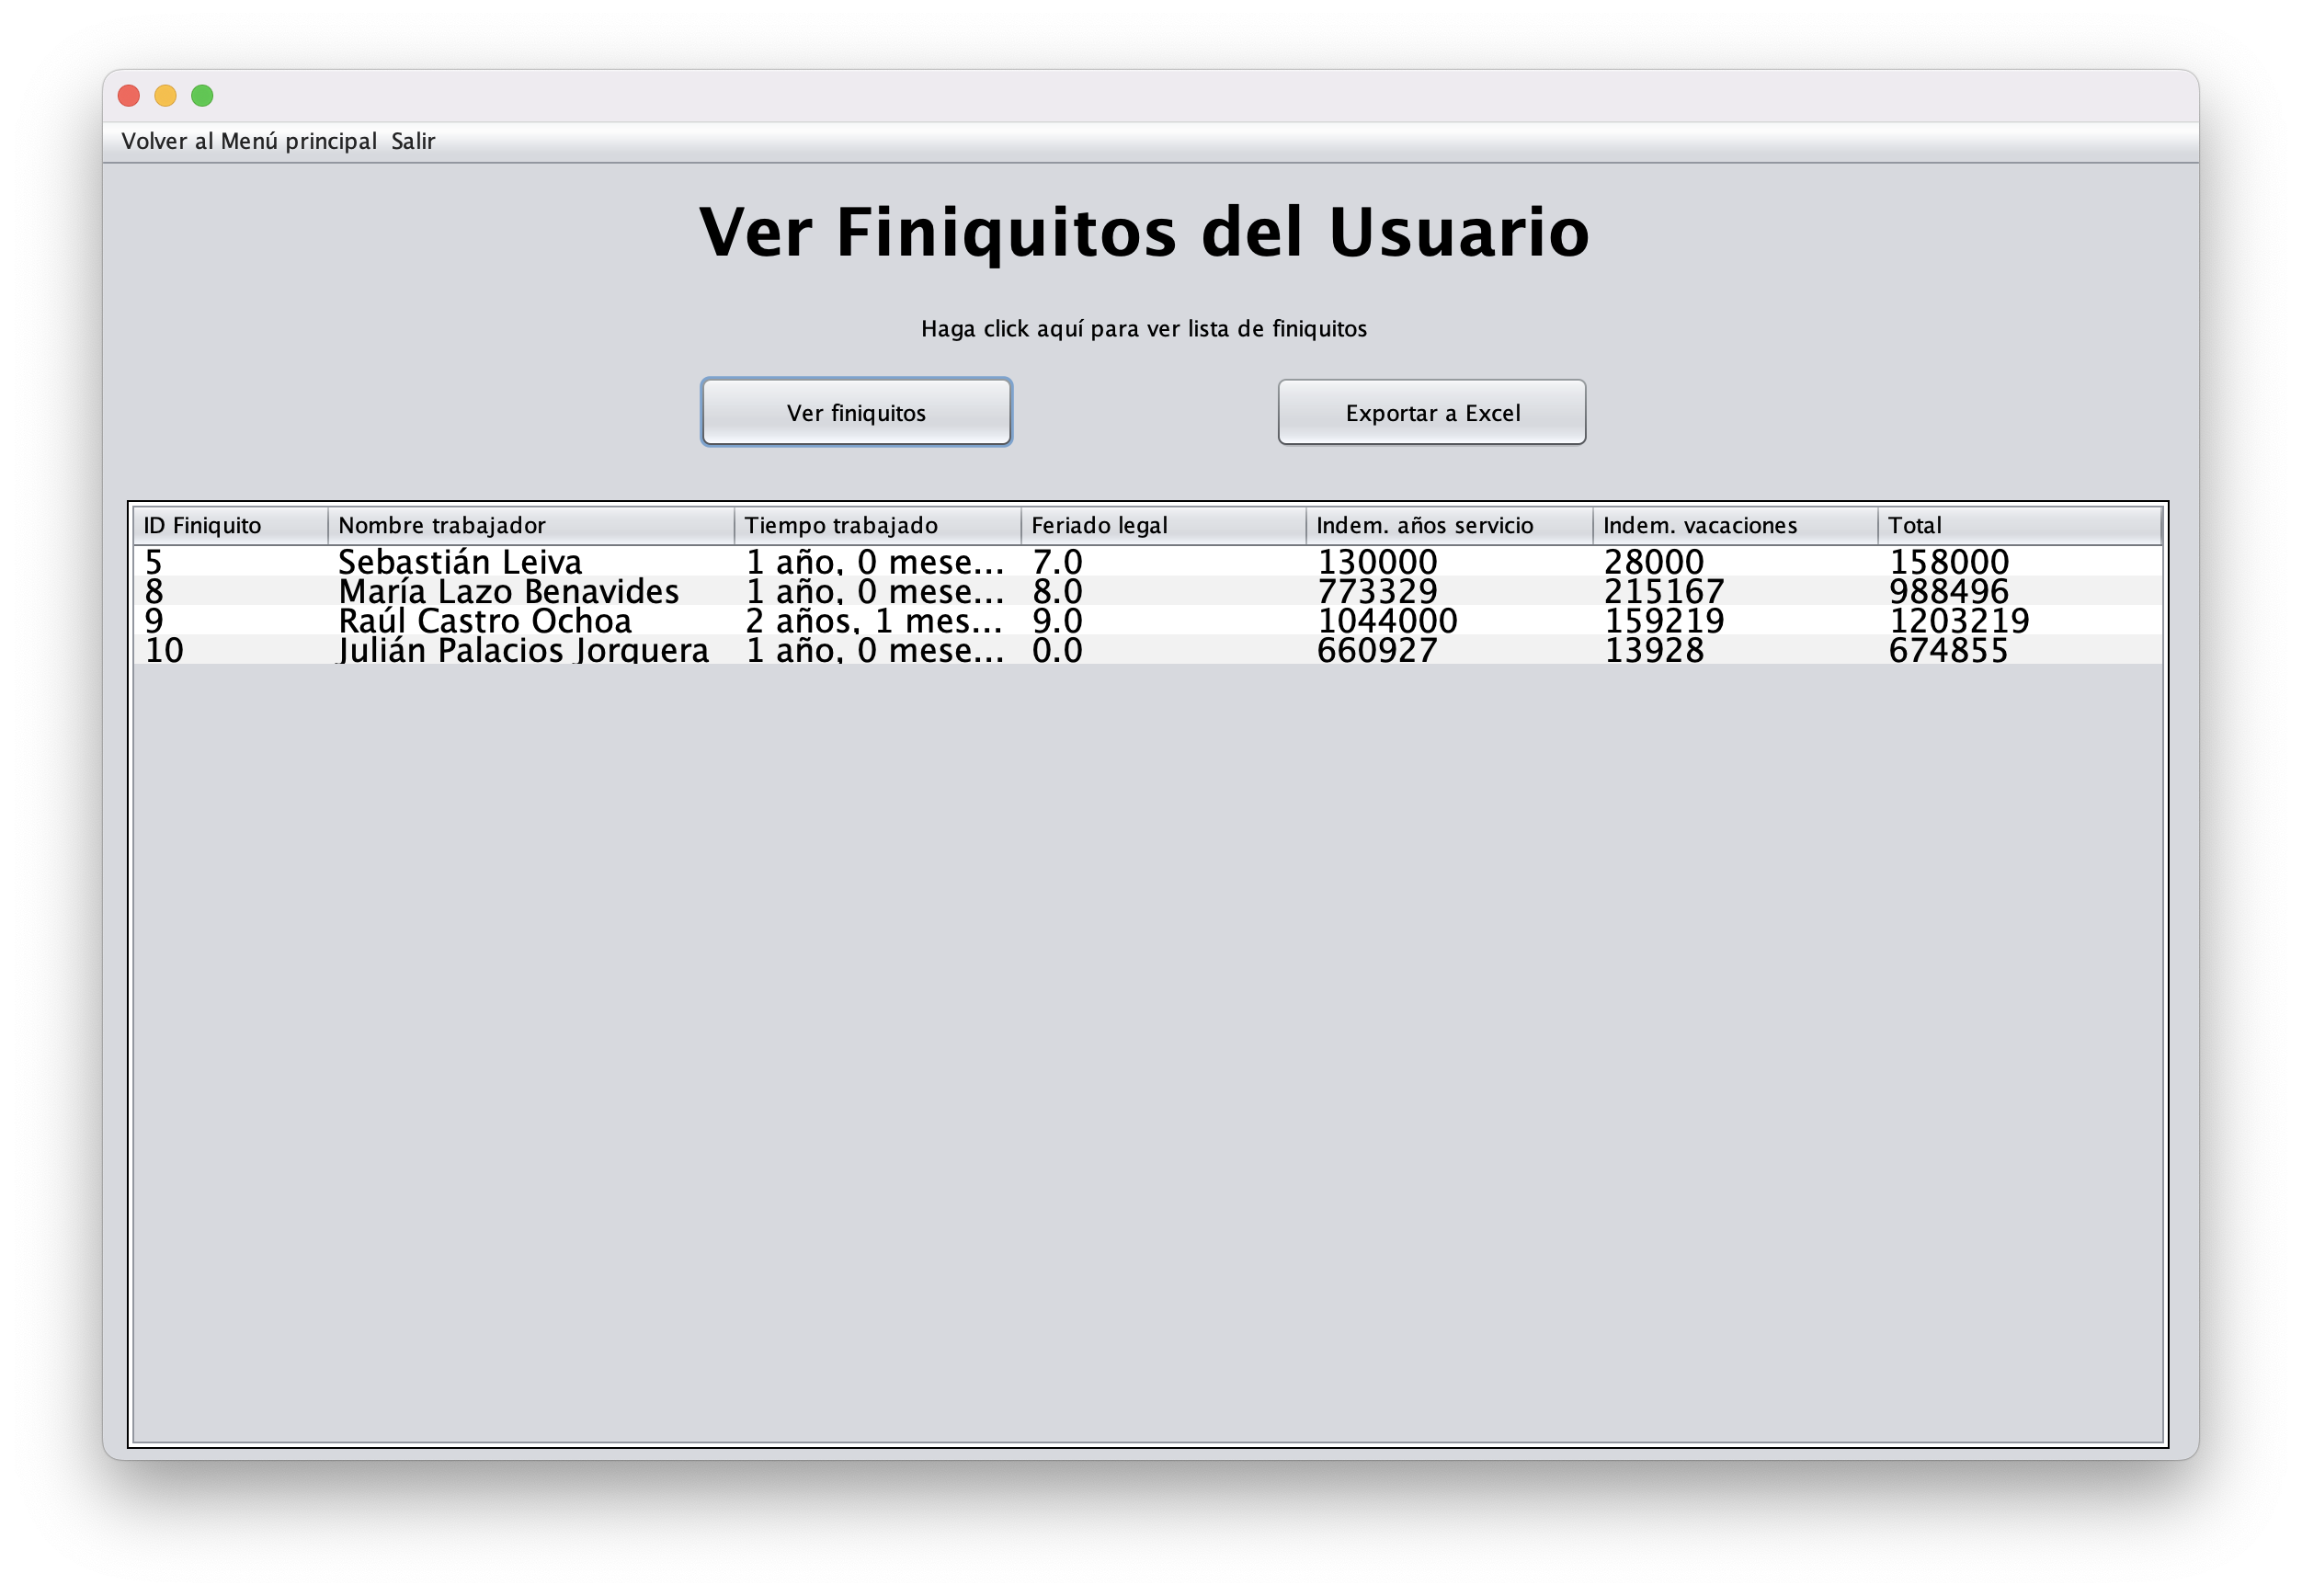 Volver al Menú principal Salir
Ver Finiquitos del Usuario
Haga click aquí para ver lista de finiquitos
Ver finiquitos Exportar a Excel
ID Finiquito Nombre trabajador Tiempo trabajado Feriado legal Indem. años servicio Indem. vacaciones Total
5 Sebastián Leiva 1 año, 0 mese... 7.0 130000 28000 158000
8 María Lazo Benavides 1 año, 0 mese... 8.0 773329 215167 988496
9 Raúl Castro Ochoa 2 años, 1 mes... 9.0 1044000 159219 1203219
10 Julián Palacios Jorquera 1 año, 0 mese... 0.0 660927 13928 674855